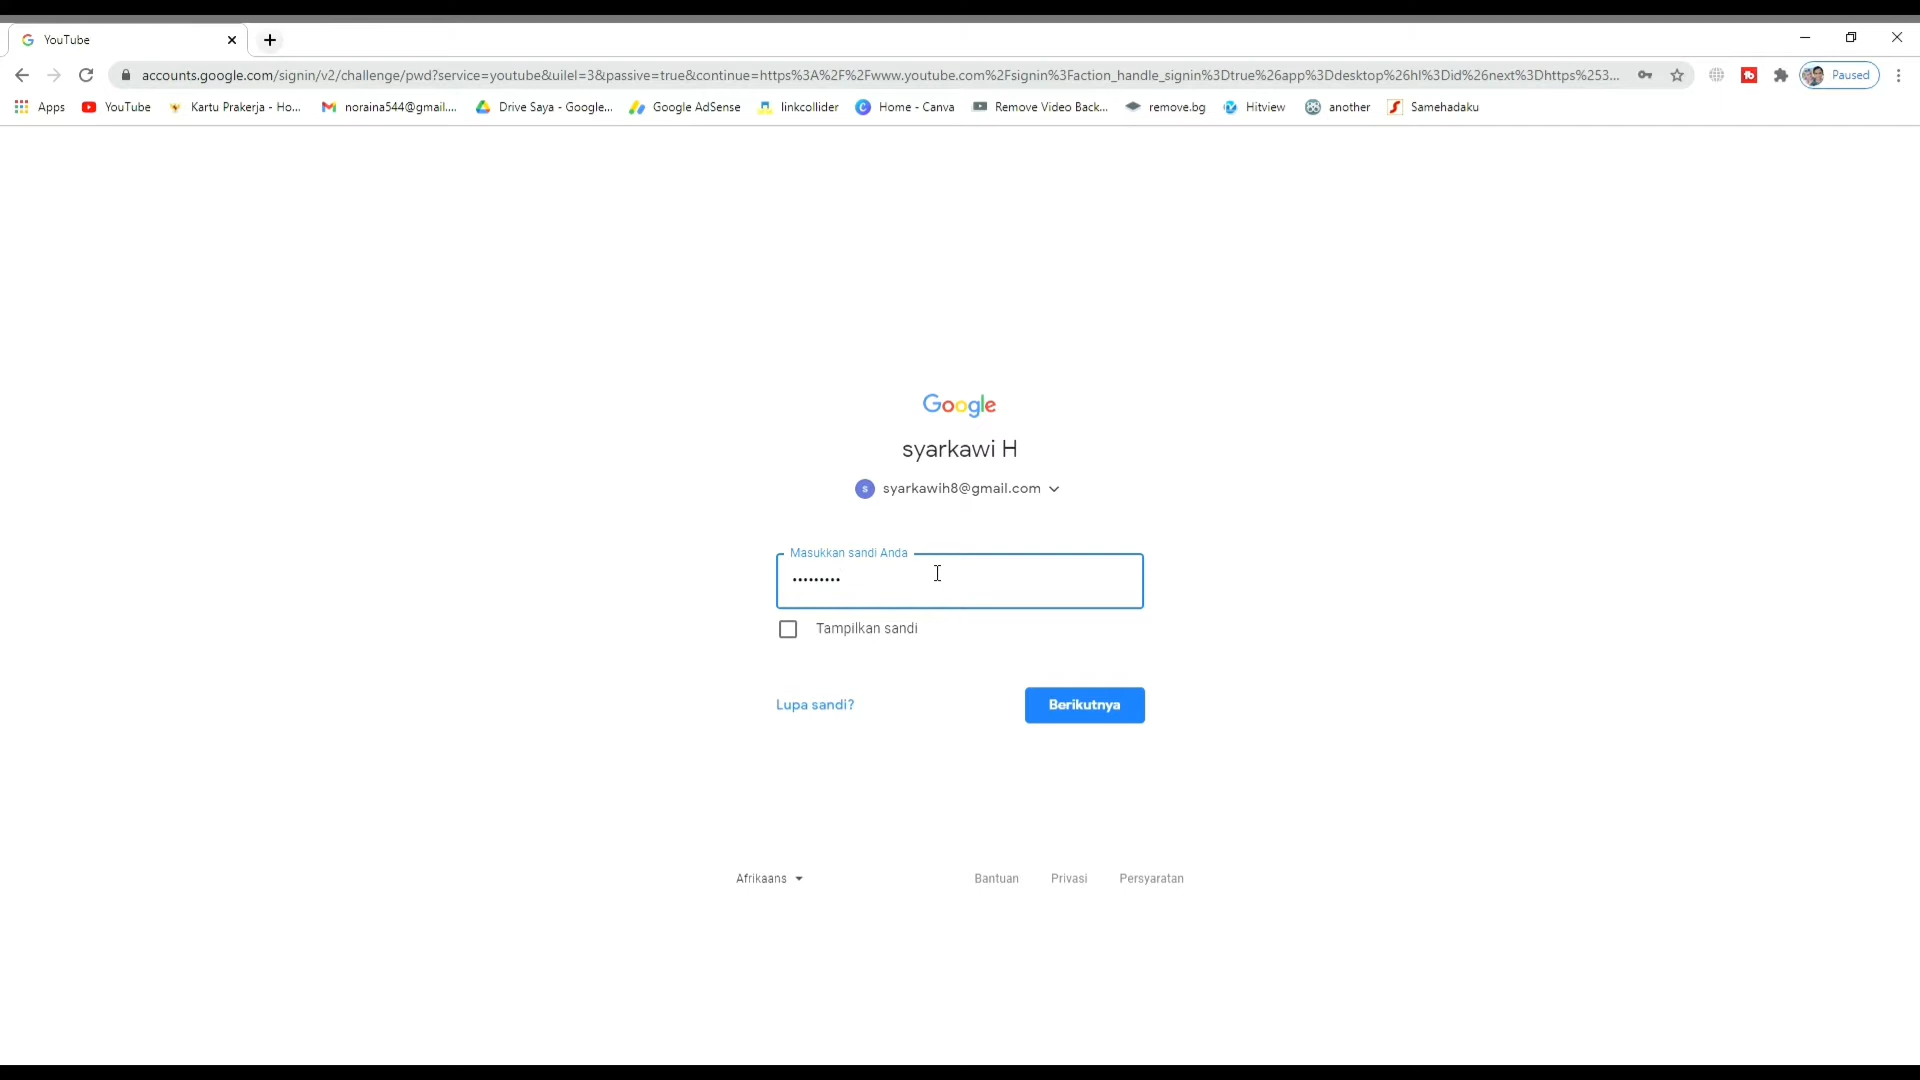 YouTube
accounts.google.com/signin/v2/challenge/pwd?service=youtube&uilel=3&passive=true&continue=https%3A%2F%2Fwww.youtube.com%2Fsignin%3Faction_handle_signin%3Dtrue%26app%3Ddesktop%26hl%3Did%26next%3Dhttps%253... Paused
Apps YouTube Kartu Prakerja - Ho... noraina544@gmail.... Drive Saya - Google... Google AdSense linkcollider Home - Canva Remove Video Back... remove.bg Hitview another Samehadaku
Google
syarkawi H
s syarkawih8@gmail.com
Masukkan sandi Anda
•••••••••
Tampilkan sandi
Lupa sandi? Berikutnya
Afrikaans Bantuan Privasi Persyaratan